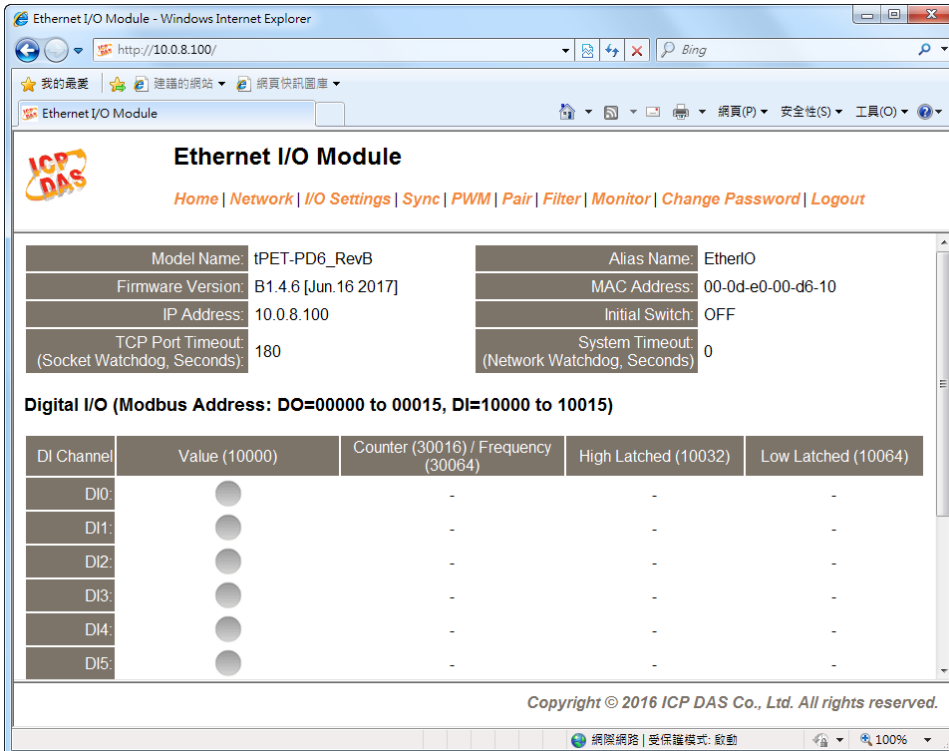 Ethernet I/O Module - Windows Internet Explorer
http://10.0.8.100/
Bing
我的最愛 建議的網站 網頁快訊圖庫
Ethernet I/O Module 網頁(P) 安全性(S) 工具(O)
ICP DAS
Ethernet I/O Module
Home | Network | I/O Settings | Sync | PWM | Pair | Filter | Monitor | Change Password | Logout
Model Name: tPET-PD6_RevB Alias Name: EtherIO
Firmware Version: B1.4.6 [Jun.16 2017] MAC Address: 00-0d-e0-00-d6-10
IP Address: 10.0.8.100 Initial Switch: OFF
TCP Port Timeout: (Socket Watchdog, Seconds): 180 System Timeout: (Network Watchdog, Seconds) 0
Digital I/O (Modbus Address: DO=00000 to 00015, DI=10000 to 10015)
DI Channel Value (10000) Counter (30016) / Frequency (30064) High Latched (10032) Low Latched (10064)
DI0: - - -
DI1: - - -
DI2: - - -
DI3: - - -
DI4: - - -
DI5: - - -
Copyright © 2016 ICP DAS Co., Ltd. All rights reserved.
網際網路 | 受保護模式: 啟動 100%